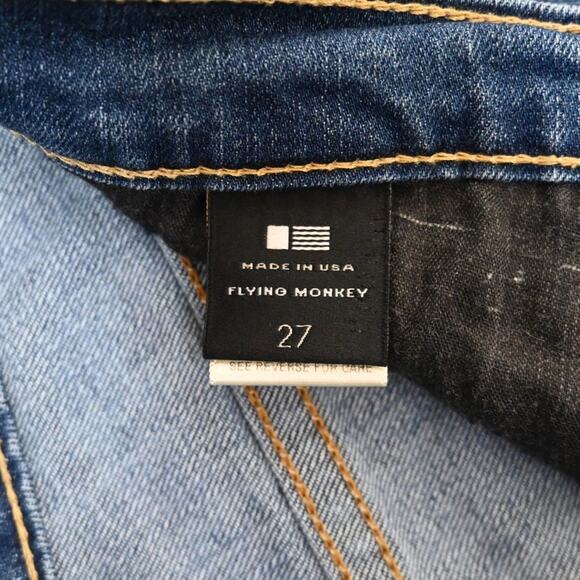 MADE IN USA
FLYING MONKEY
27
SEE REVERSE FOR CARE